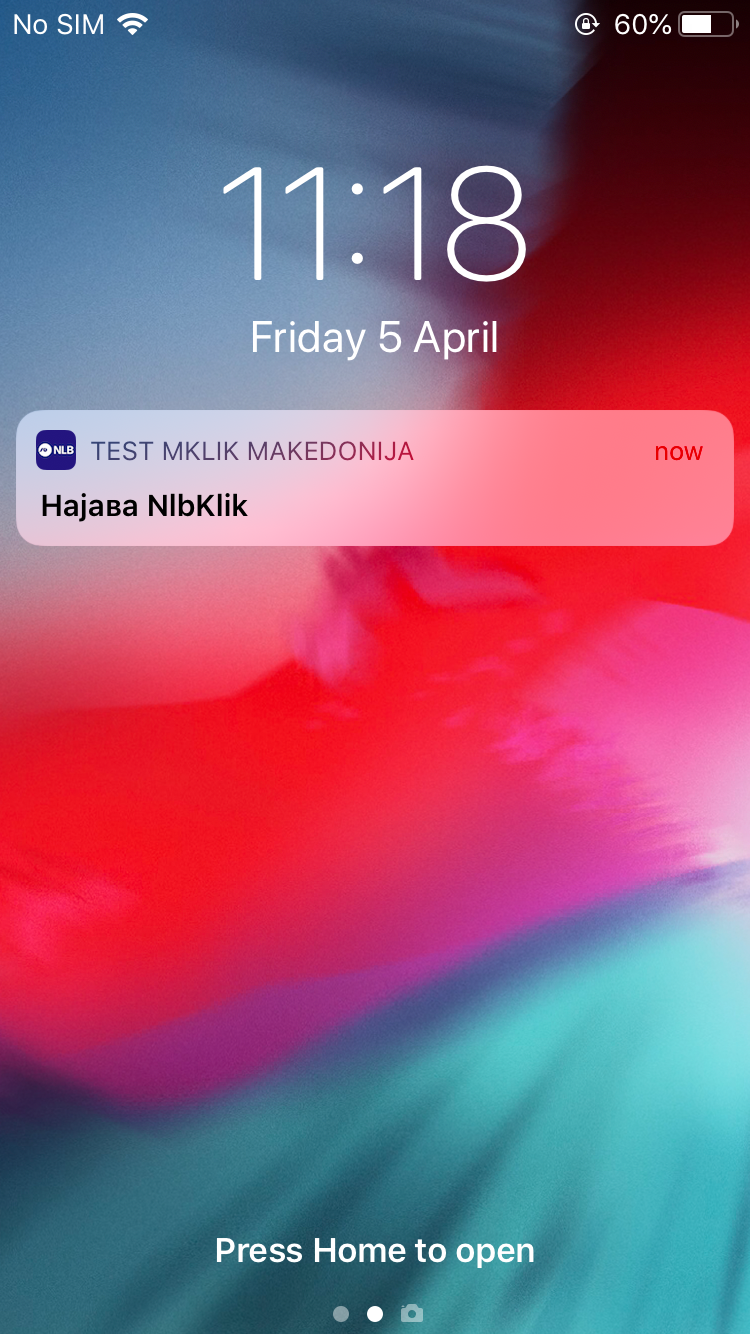 No SIM 60%
11:18
Friday 5 April
NLB TEST MKLIK MAKEDONIJA now
Најава NlbKlik
Press Home to open